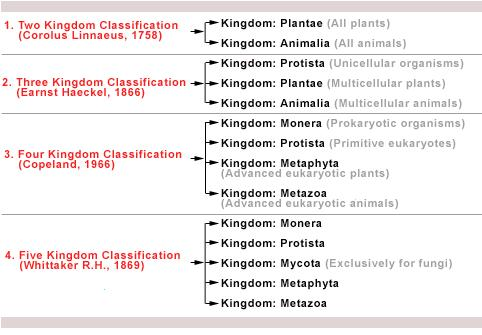 1. Two Kingdom Classification
(Corolus Linnaeus, 1758)
Kingdom: Plantae (All plants)
Kingdom: Animalia (All animals)
2. Three Kingdom Classification
(Earnst Haeckel, 1866)
Kingdom: Protista (Unicellular organisms)
Kingdom: Plantae (Multicellular plants)
Kingdom: Animalia (Multicellular animals)
3. Four Kingdom Classification
(Copeland, 1966)
Kingdom: Monera (Prokaryotic organisms)
Kingdom: Protista (Primitive eukaryotes)
Kingdom: Metaphyta
(Advanced eukaryotic plants)
Kingdom: Metazoa
(Advanced eukaryotic animals)
4. Five Kingdom Classification
(Whittaker R.H., 1869)
Kingdom: Monera
Kingdom: Protista
Kingdom: Mycota (Exclusively for fungi)
Kingdom: Metaphyta
Kingdom: Metazoa